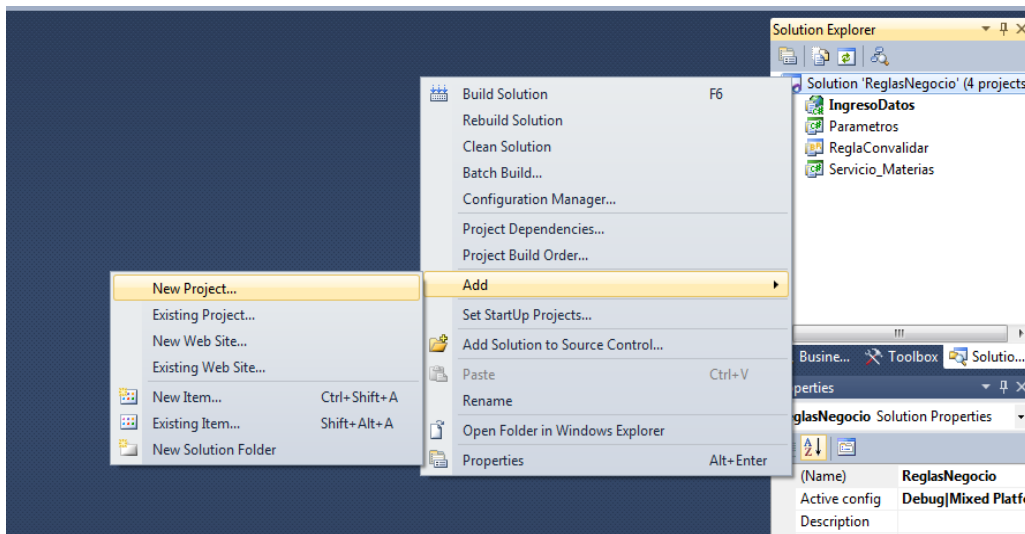 Solution Explorer
Solution 'ReglasNegocio' (4 projects
IngresoDatos
Parametros
ReglaConvalidar
Servicio_Materias
Build Solution F6
Rebuild Solution
Clean Solution
Batch Build...
Configuration Manager...
Project Dependencies...
Project Build Order...
Add
Set StartUp Projects...
Add Solution to Source Control...
Paste Ctrl+V
Rename
Open Folder in Windows Explorer
Properties Alt+Enter
New Project...
Existing Project...
New Web Site...
Existing Web Site...
New Item... Ctrl+Shift+A
Existing Item... Shift+Alt+A
New Solution Folder
Busine... Toolbox Solutio...
perties
glasNegocio Solution Properties
(Name) ReglasNegocio
Active config Debug|Mixed Platf
Description